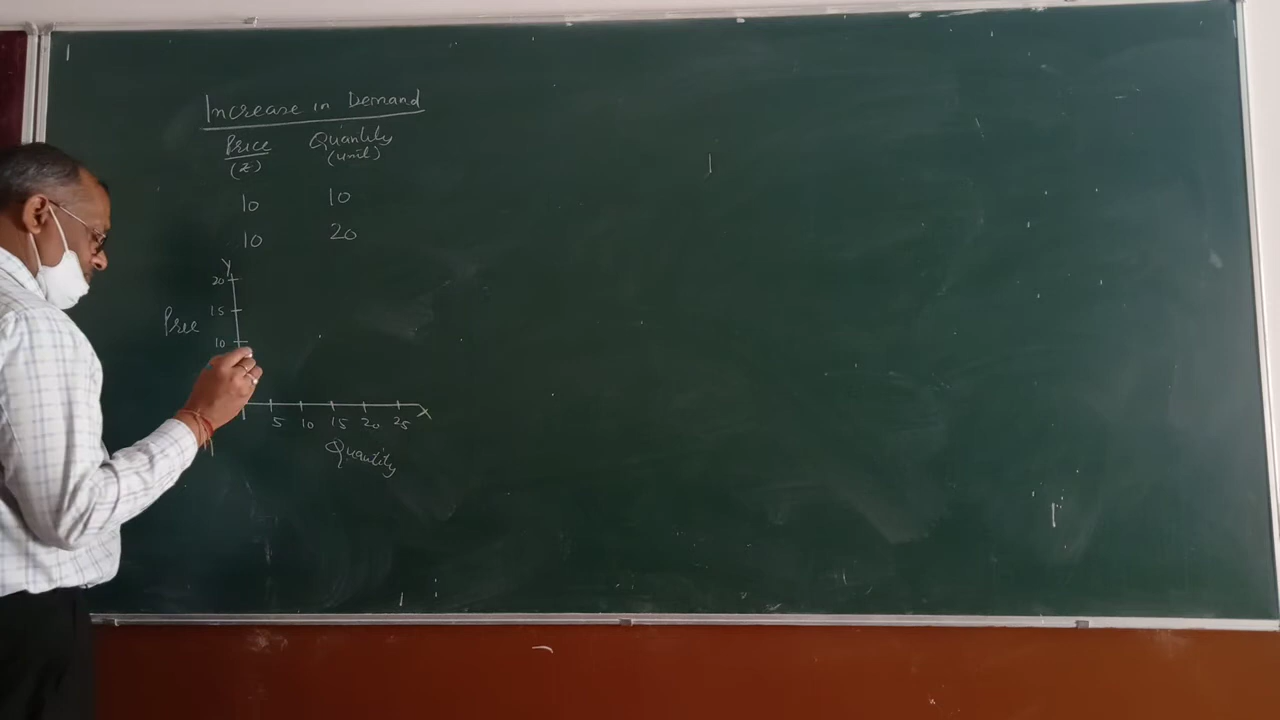 Increase in Demand
Price Quantity
(₹) (unit)
10 10
10 20
Y
20
15
Price
10
5 10 15 20 25 X
Quantity